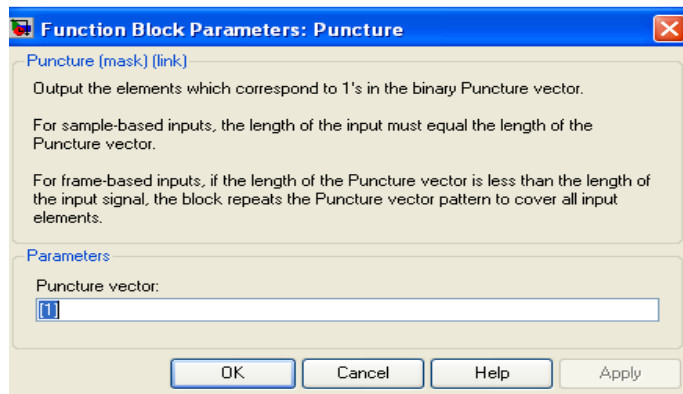 Function Block Parameters: Puncture
Puncture (mask) (link)
Output the elements which correspond to 1's in the binary Puncture vector.
For sample-based inputs, the length of the input must equal the length of the
Puncture vector.
For frame-based inputs, if the length of the Puncture vector is less than the length of
the input signal, the block repeats the Puncture vector pattern to cover all input
elements.
Parameters
Puncture vector:
[1]
OK Cancel Help Apply